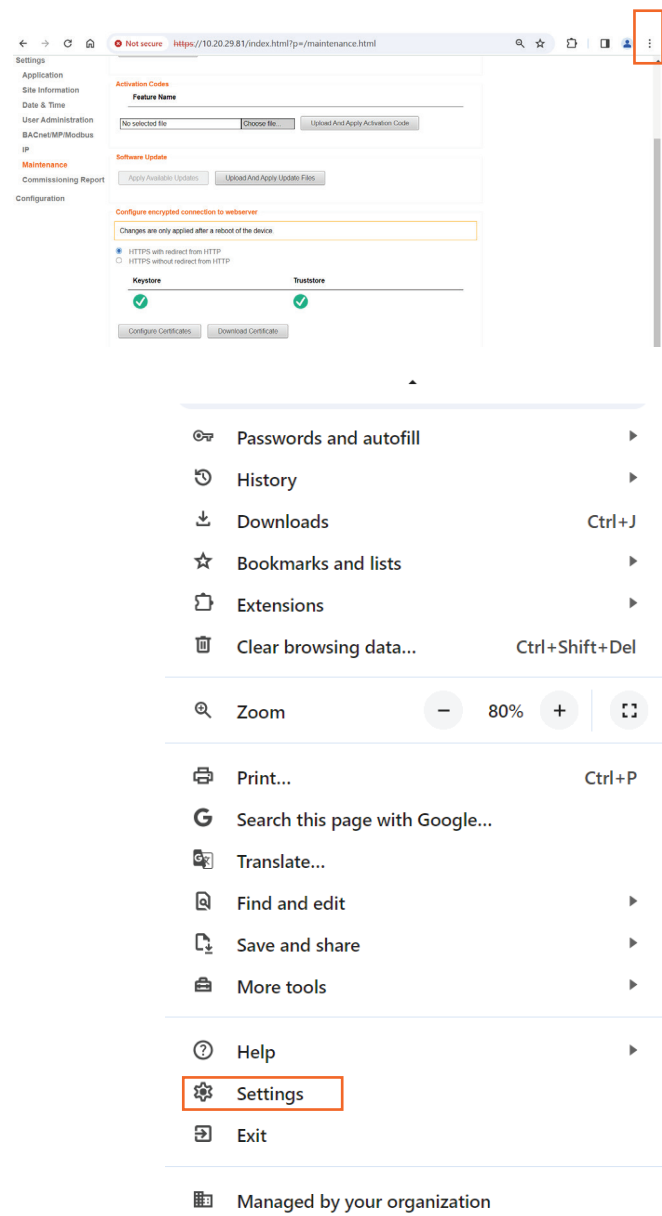 Not secure https://10.20.29.81/index.html?p=/maintenance.html
Settings
Application
Site Information
Date & Time
User Administration
BACnet/MP/Modbus
IP
Maintenance
Commissioning Report
Configuration
Activation Codes
Feature Name
No selected file Choose file... Upload And Apply Activation Code
Software Update
Apply Available Updates Upload And Apply Update Files
Configure encrypted connection to webserver
Changes are only applied after a reboot of the device.
HTTPS with redirect from HTTP
HTTPS without redirect from HTTP
Keystore Truststore
Configure Certificates Download Certificate
Passwords and autofill
History
Downloads Ctrl+J
Bookmarks and lists
Extensions
Clear browsing data... Ctrl+Shift+Del
Zoom − 80% +
Print... Ctrl+P
Search this page with Google...
Translate...
Find and edit
Save and share
More tools
Help
Settings
Exit
Managed by your organization